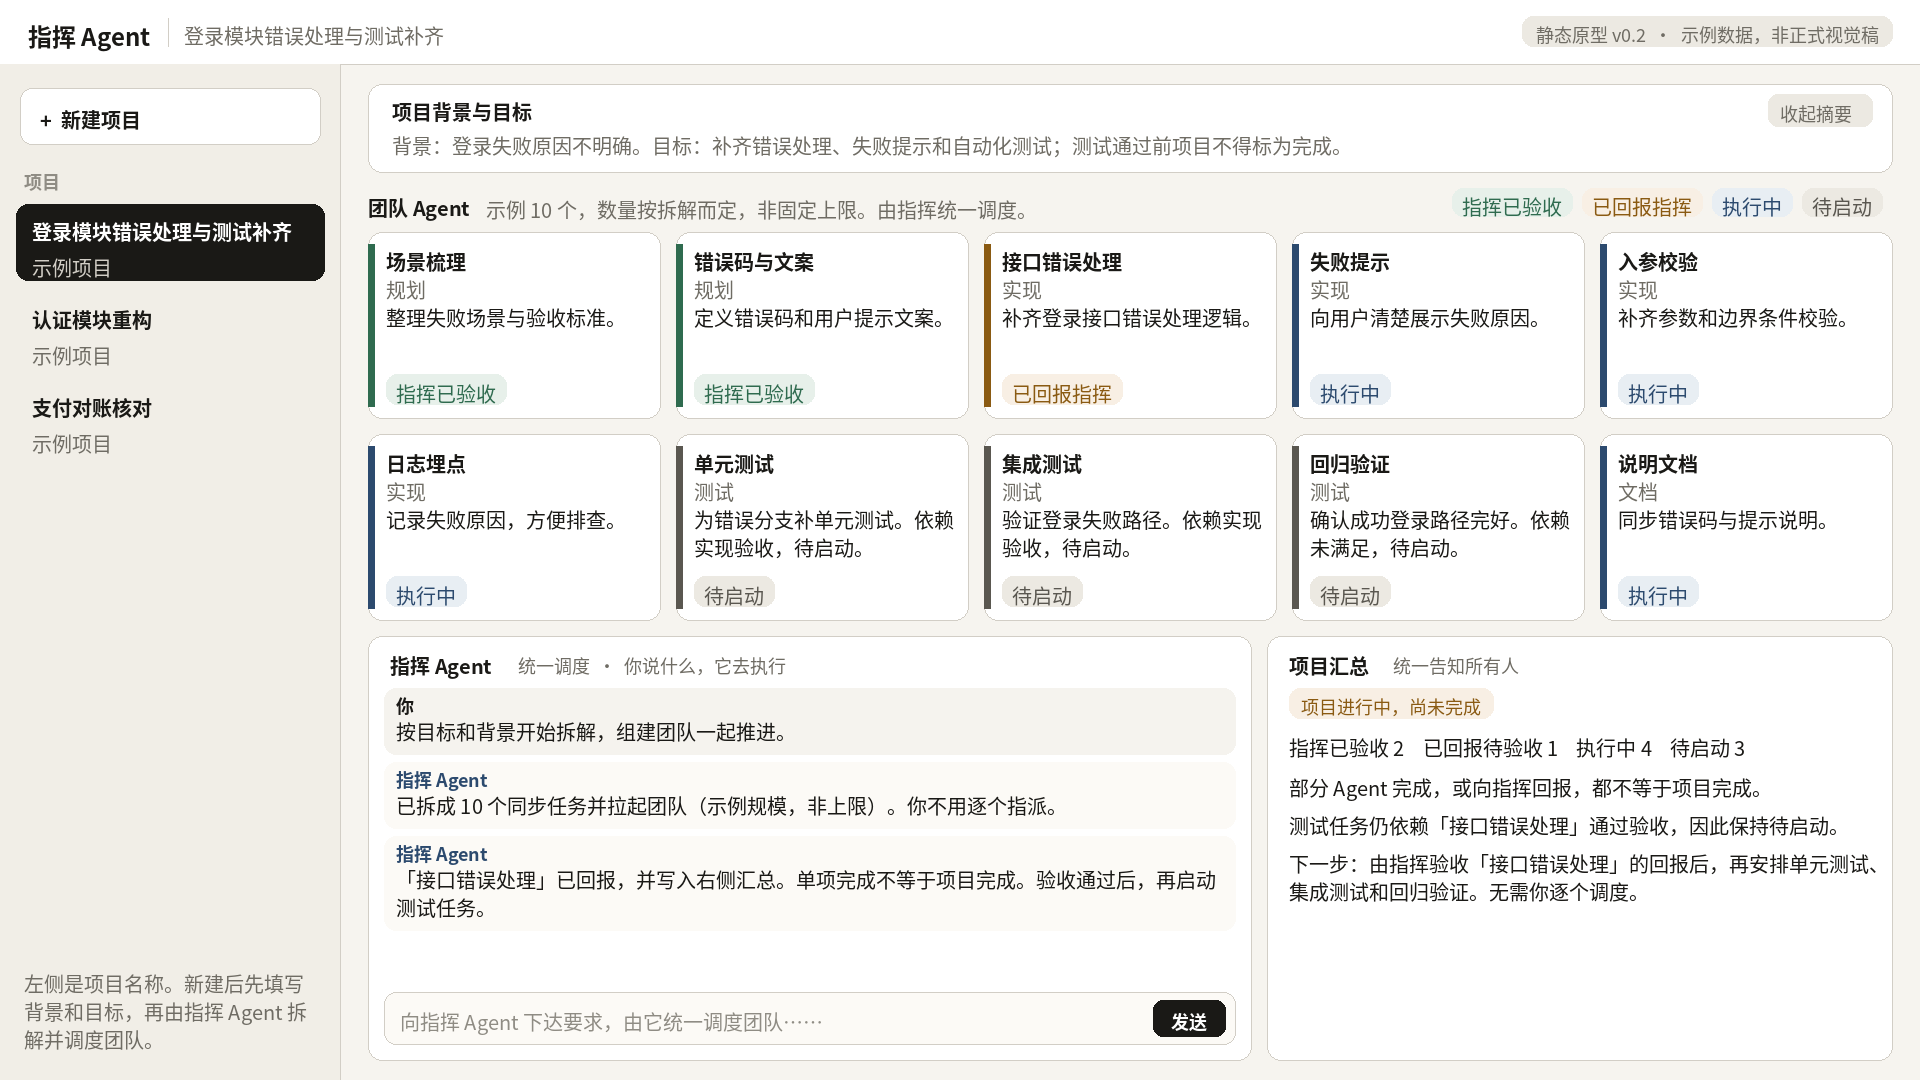 指挥 Agent
登录模块错误处理与测试补齐
静态原型 v0.2 · 示例数据，非正式视觉稿
+ 新建项目
项目
登录模块错误处理与测试补齐
示例项目
认证模块重构
示例项目
支付对账核对
示例项目
左侧是项目名称。新建后先填写
背景和目标，再由指挥 Agent 拆
解并调度团队。
项目背景与目标
收起摘要
背景：登录失败原因不明确。目标：补齐错误处理、失败提示和自动化测试；测试通过前项目不得标为完成。
团队 Agent
示例 10 个，数量按拆解而定，非固定上限。由指挥统一调度。
指挥已验收
已回报指挥
执行中
待启动
场景梳理
规划
整理失败场景与验收标准。
指挥已验收
错误码与文案
规划
定义错误码和用户提示文案。
指挥已验收
接口错误处理
实现
补齐登录接口错误处理逻辑。
已回报指挥
失败提示
实现
向用户清楚展示失败原因。
执行中
入参校验
实现
补齐参数和边界条件校验。
执行中
日志埋点
实现
记录失败原因，方便排查。
执行中
单元测试
测试
为错误分支补单元测试。依赖
实现验收，待启动。
待启动
集成测试
测试
验证登录失败路径。依赖实现
验收，待启动。
待启动
回归验证
测试
确认成功登录路径完好。依赖
未满足，待启动。
待启动
说明文档
文档
同步错误码与提示说明。
执行中
指挥 Agent
统一调度 · 你说什么，它去执行
你
按目标和背景开始拆解，组建团队一起推进。
指挥 Agent
已拆成 10 个同步任务并拉起团队（示例规模，非上限）。你不用逐个指派。
指挥 Agent
「接口错误处理」已回报，并写入右侧汇总。单项完成不等于项目完成。验收通过后，再启动
测试任务。
向指挥 Agent 下达要求，由它统一调度团队……
发送
项目汇总
统一告知所有人
项目进行中，尚未完成
指挥已验收 2 已回报待验收 1 执行中 4 待启动 3
部分 Agent 完成，或向指挥回报，都不等于项目完成。
测试任务仍依赖「接口错误处理」通过验收，因此保持待启动。
下一步：由指挥验收「接口错误处理」的回报后，再安排单元测试、
集成测试和回归验证。无需你逐个调度。